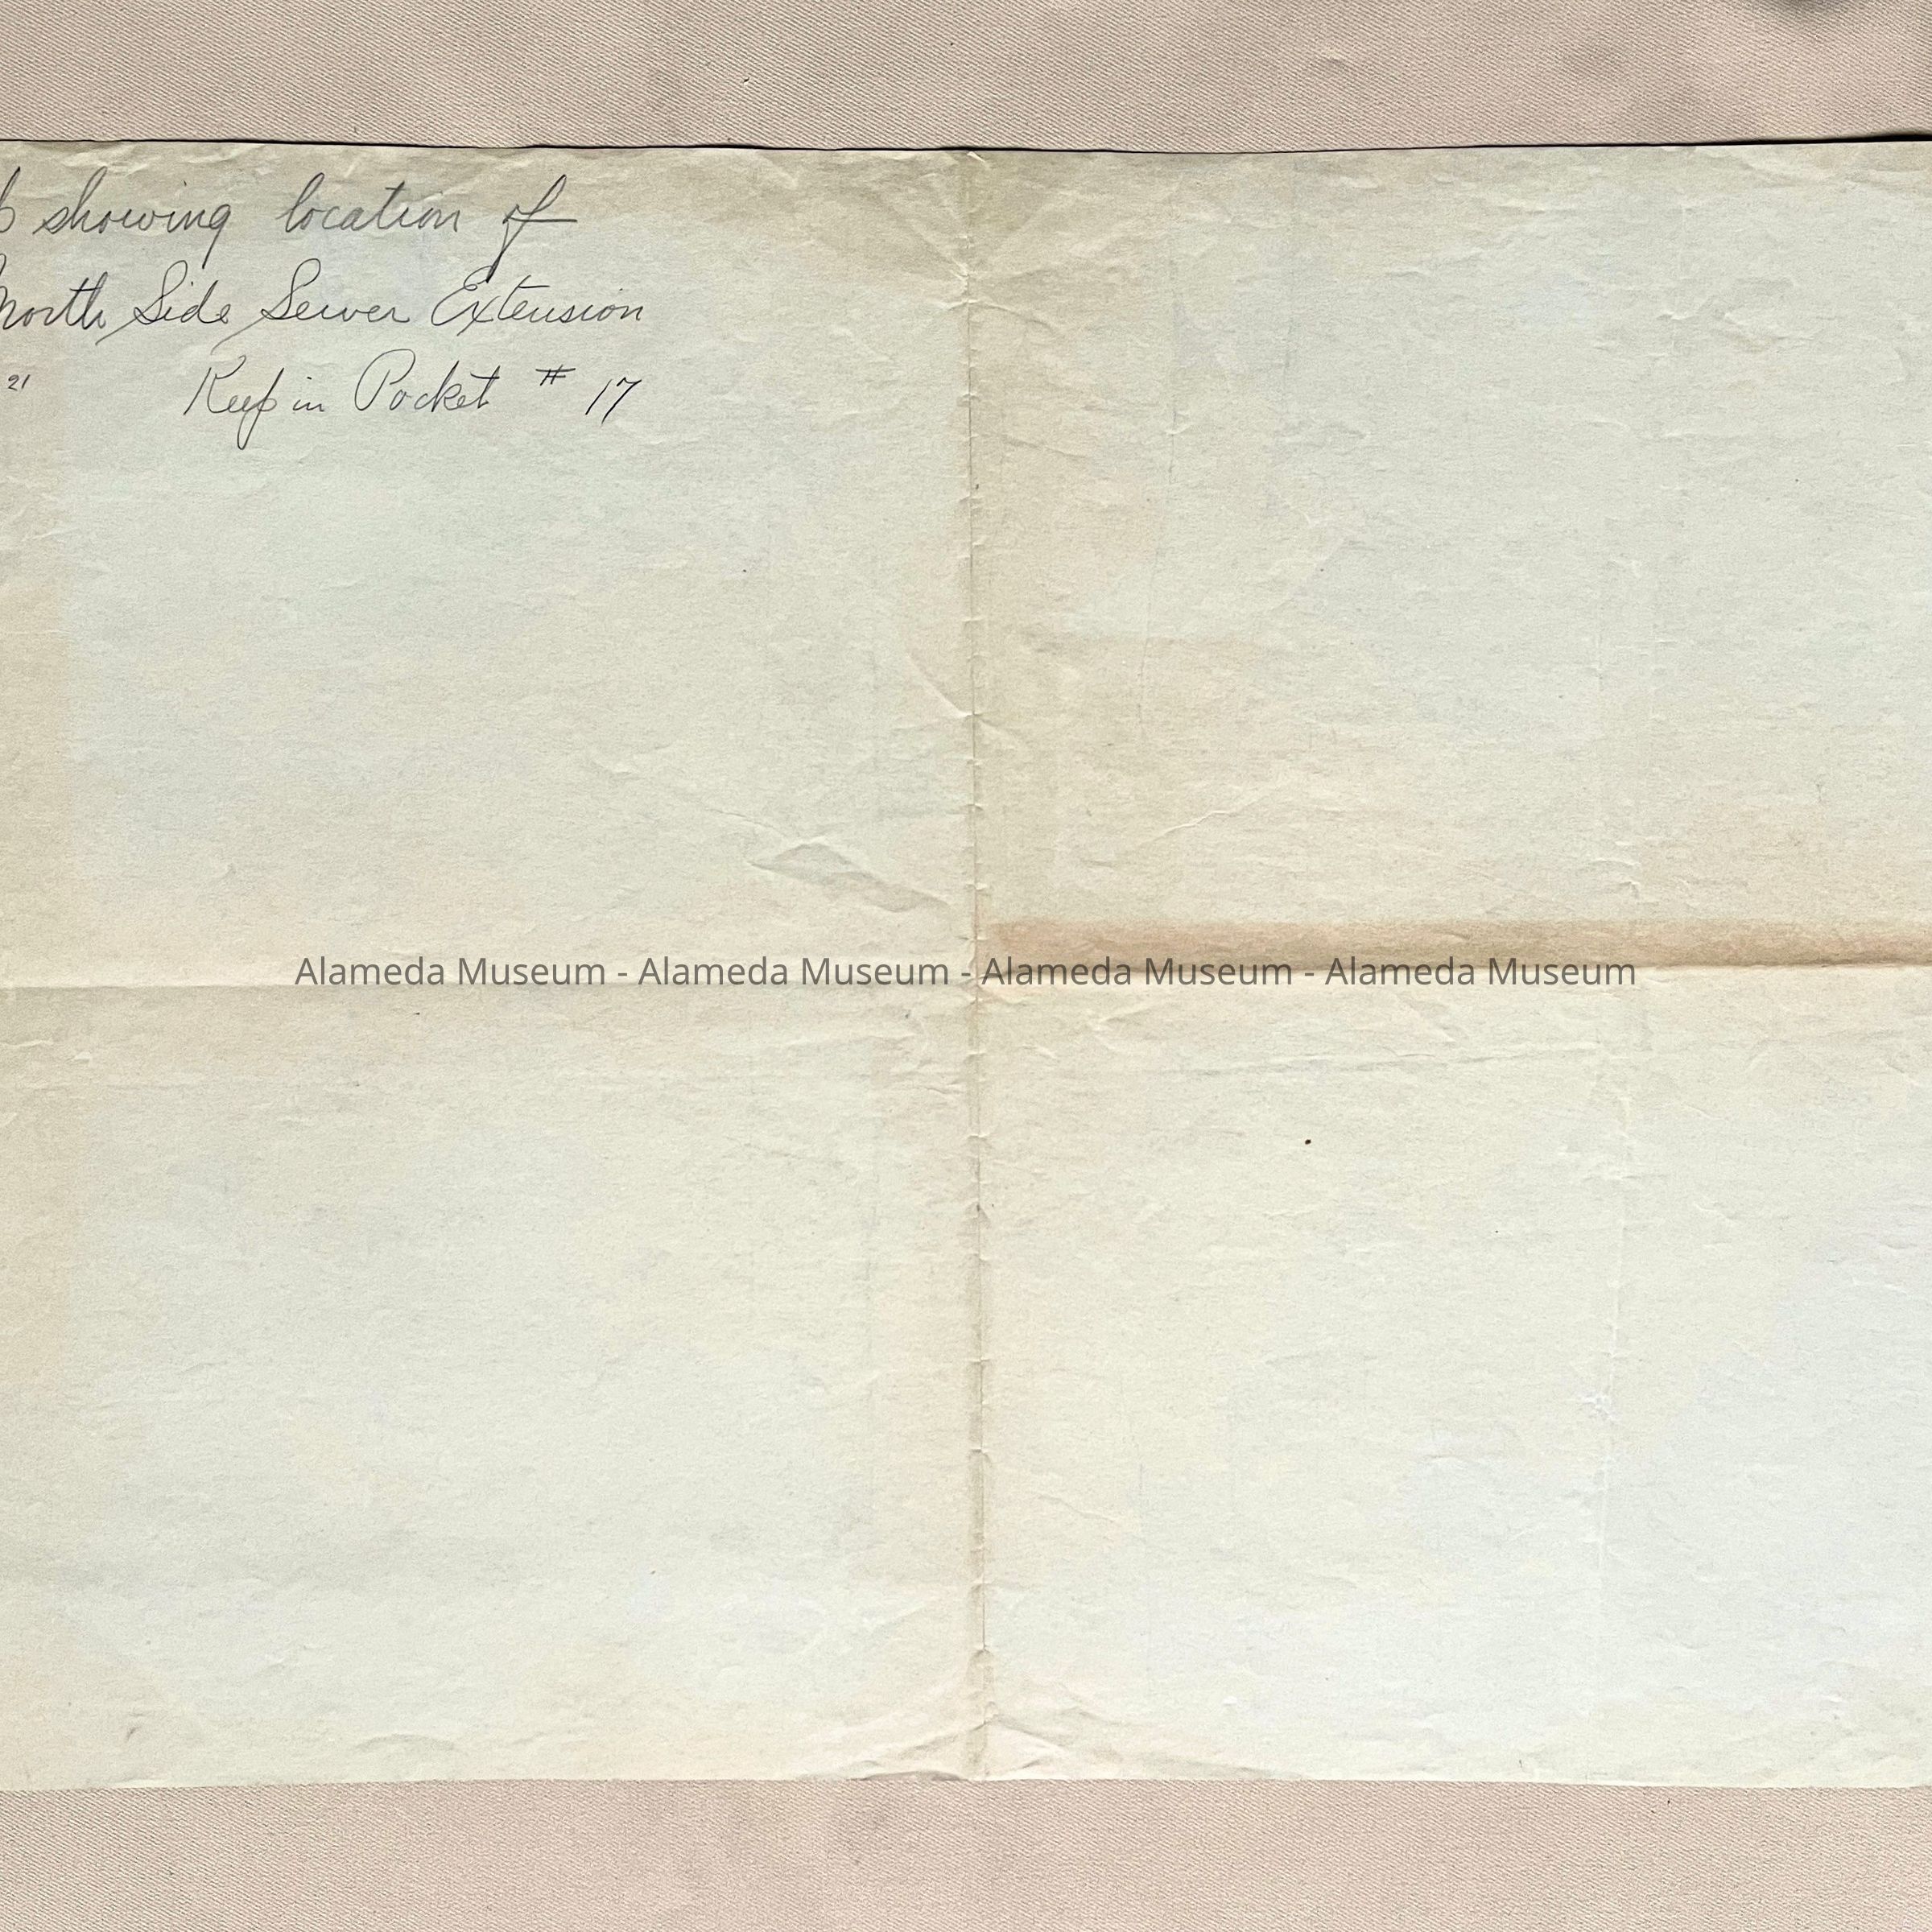 showing location of
North Side Sewer Extension
21 Keep in Pocket # 17
Alameda Museum - Alameda Museum - Alameda Museum - Alameda Museum